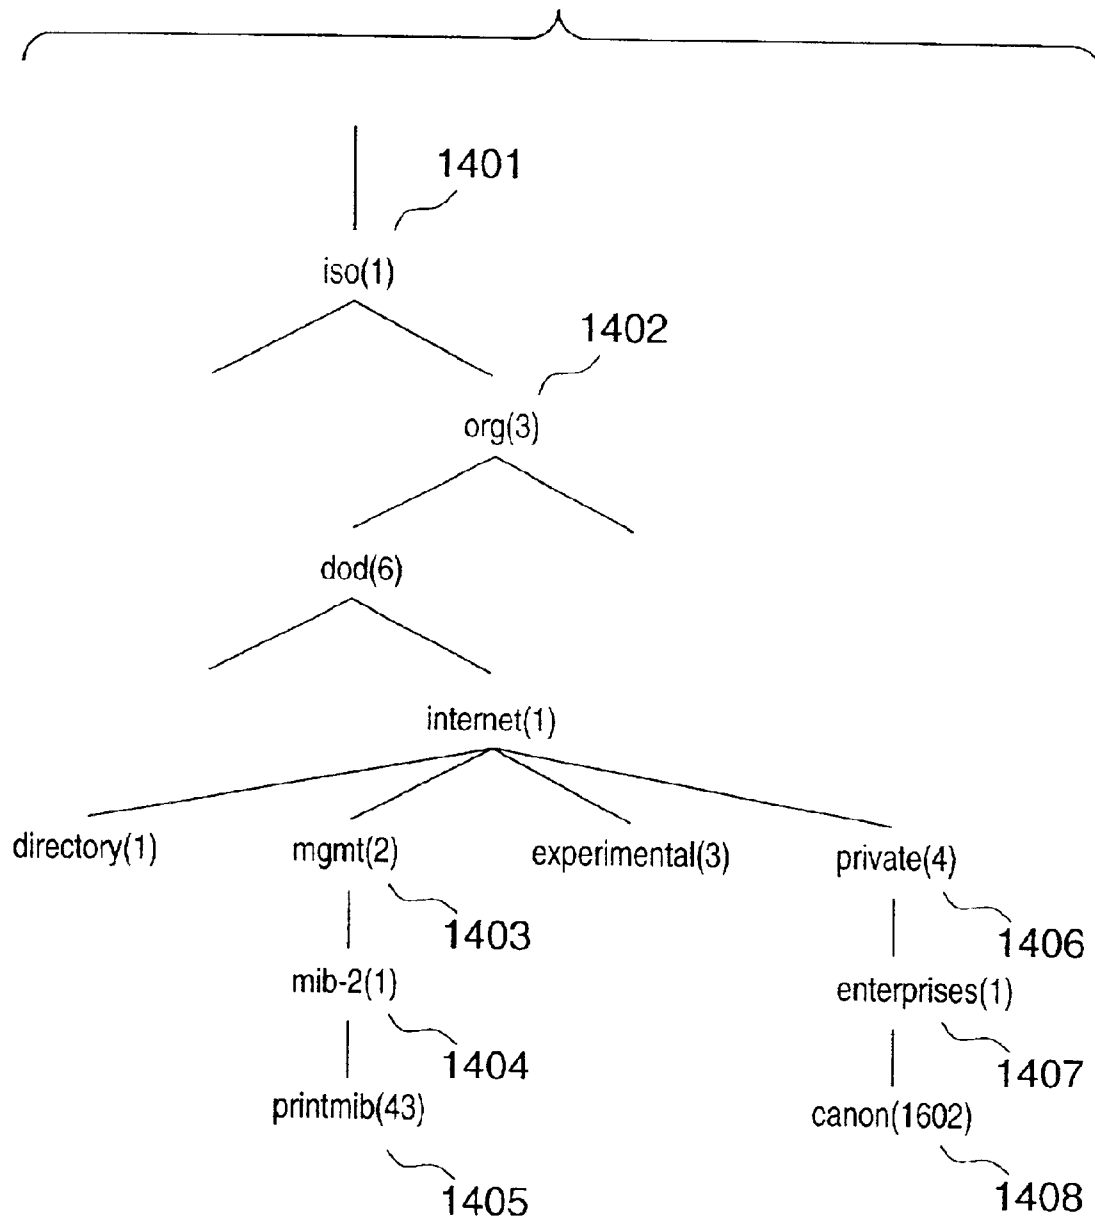 1401
iso(1)
1402
org(3)
dod(6)
internet(1)
directory(1) mgmt(2) experimental(3) private(4)
1403 1406
mib-2(1) enterprises(1)
1404 1407
printmib(43) canon(1602)
1405 1408